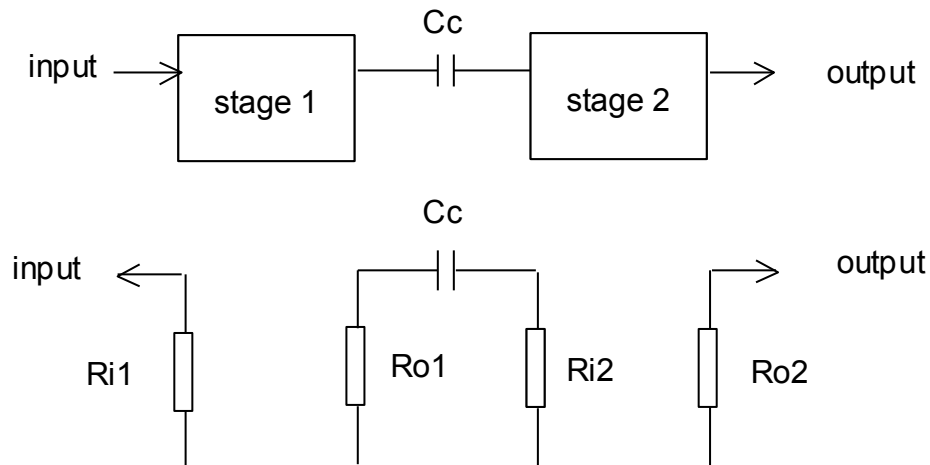 Cc
input
stage 1
stage 2
output
Cc
input
output
Ri1
Ro1
Ri2
Ro2